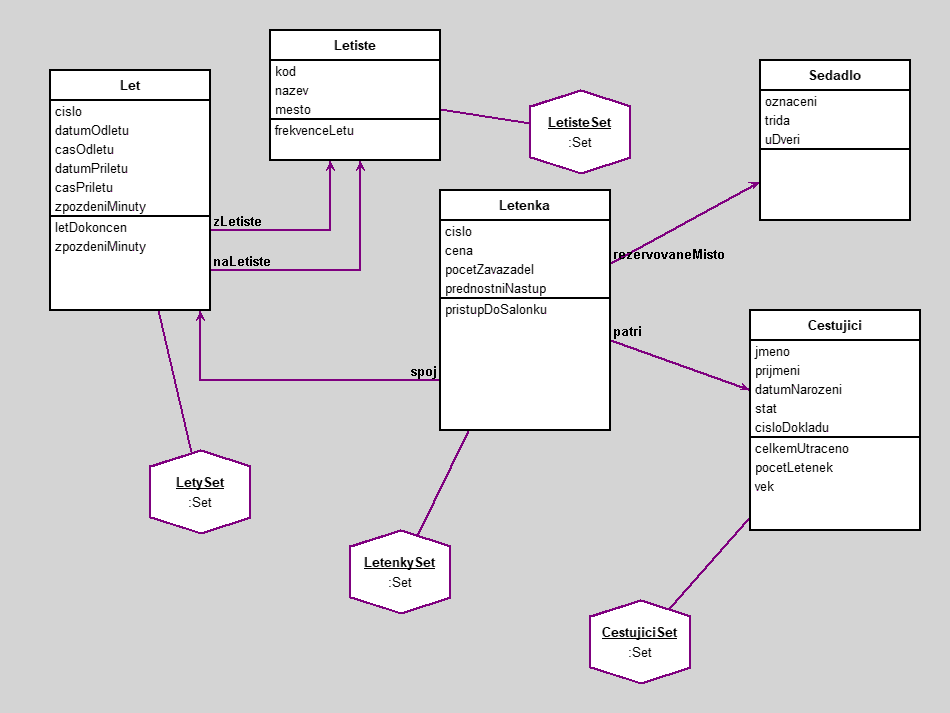 Let
cislo
datumOdletu
casOdletu
datumPriletu
casPriletu
zpozdeniMinuty
letDokoncen
zpozdeniMinuty
Letiste
kod
nazev
mesto
frekvenceLetu
LetisteSet
:Set
Sedadlo
oznaceni
trida
uDveri
zLetiste
naLetiste
Letenka
cislo
cena
pocetZavazadel
prednostniNastup
pristupDoSalonku
rezervovaneMisto
patri
spoj
Cestujici
jmeno
prijmeni
datumNarozeni
stat
cisloDokladu
celkemUtraceno
pocetLetenek
vek
LetySet
:Set
LetenkySet
:Set
CestujiciSet
:Set